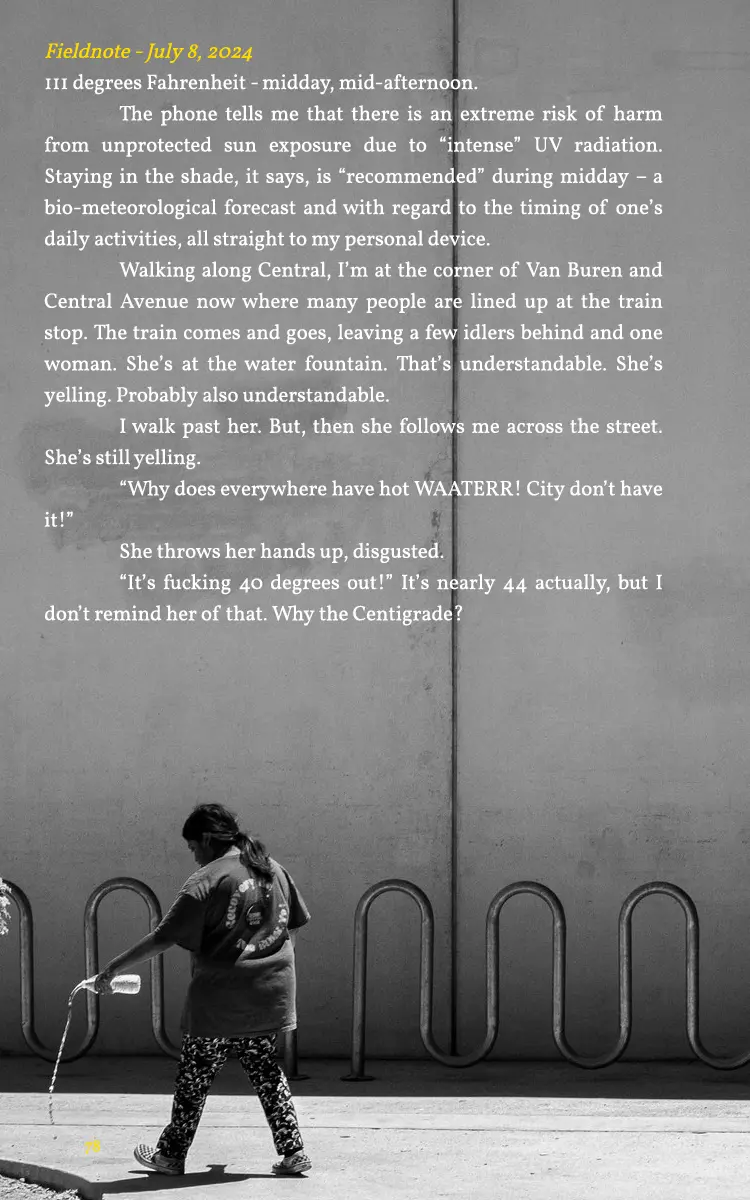 Fieldnote - July 8, 2024
111 degrees Fahrenheit - midday, mid-afternoon.
The phone tells me that there is an extreme risk of harm
from unprotected sun exposure due to “intense” UV radiation.
Staying in the shade, it says, is “recommended” during midday – a
bio-meteorological forecast and with regard to the timing of one’s
daily activities, all straight to my personal device.
Walking along Central, I’m at the corner of Van Buren and
Central Avenue now where many people are lined up at the train
stop. The train comes and goes, leaving a few idlers behind and one
woman. She’s at the water fountain. That’s understandable. She’s
yelling. Probably also understandable.
I walk past her. But, then she follows me across the street.
She’s still yelling.
“Why does everywhere have hot WAATERR! City don’t have
it!”
She throws her hands up, disgusted.
“It’s fucking 40 degrees out!” It’s nearly 44 actually, but I
don’t remind her of that. Why the Centigrade?
78